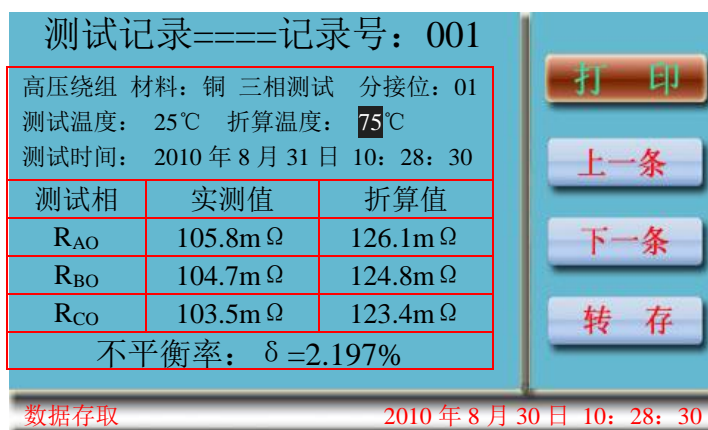 测试记录====记录号：001
高压绕组 材料：铜 三相测试 分接位：01
测试温度： 25℃ 折算温度： 75℃
测试时间： 2010 年 8 月 31 日 10：28：30
测试相 实测值 折算值
RAO 105.8mΩ 126.1mΩ
RBO 104.7mΩ 124.8mΩ
RCO 103.5mΩ 123.4mΩ
不平衡率： δ=2.197%
打 印
上一条
下一条
转 存
数据存取 2010 年 8 月 30 日 10：28：30